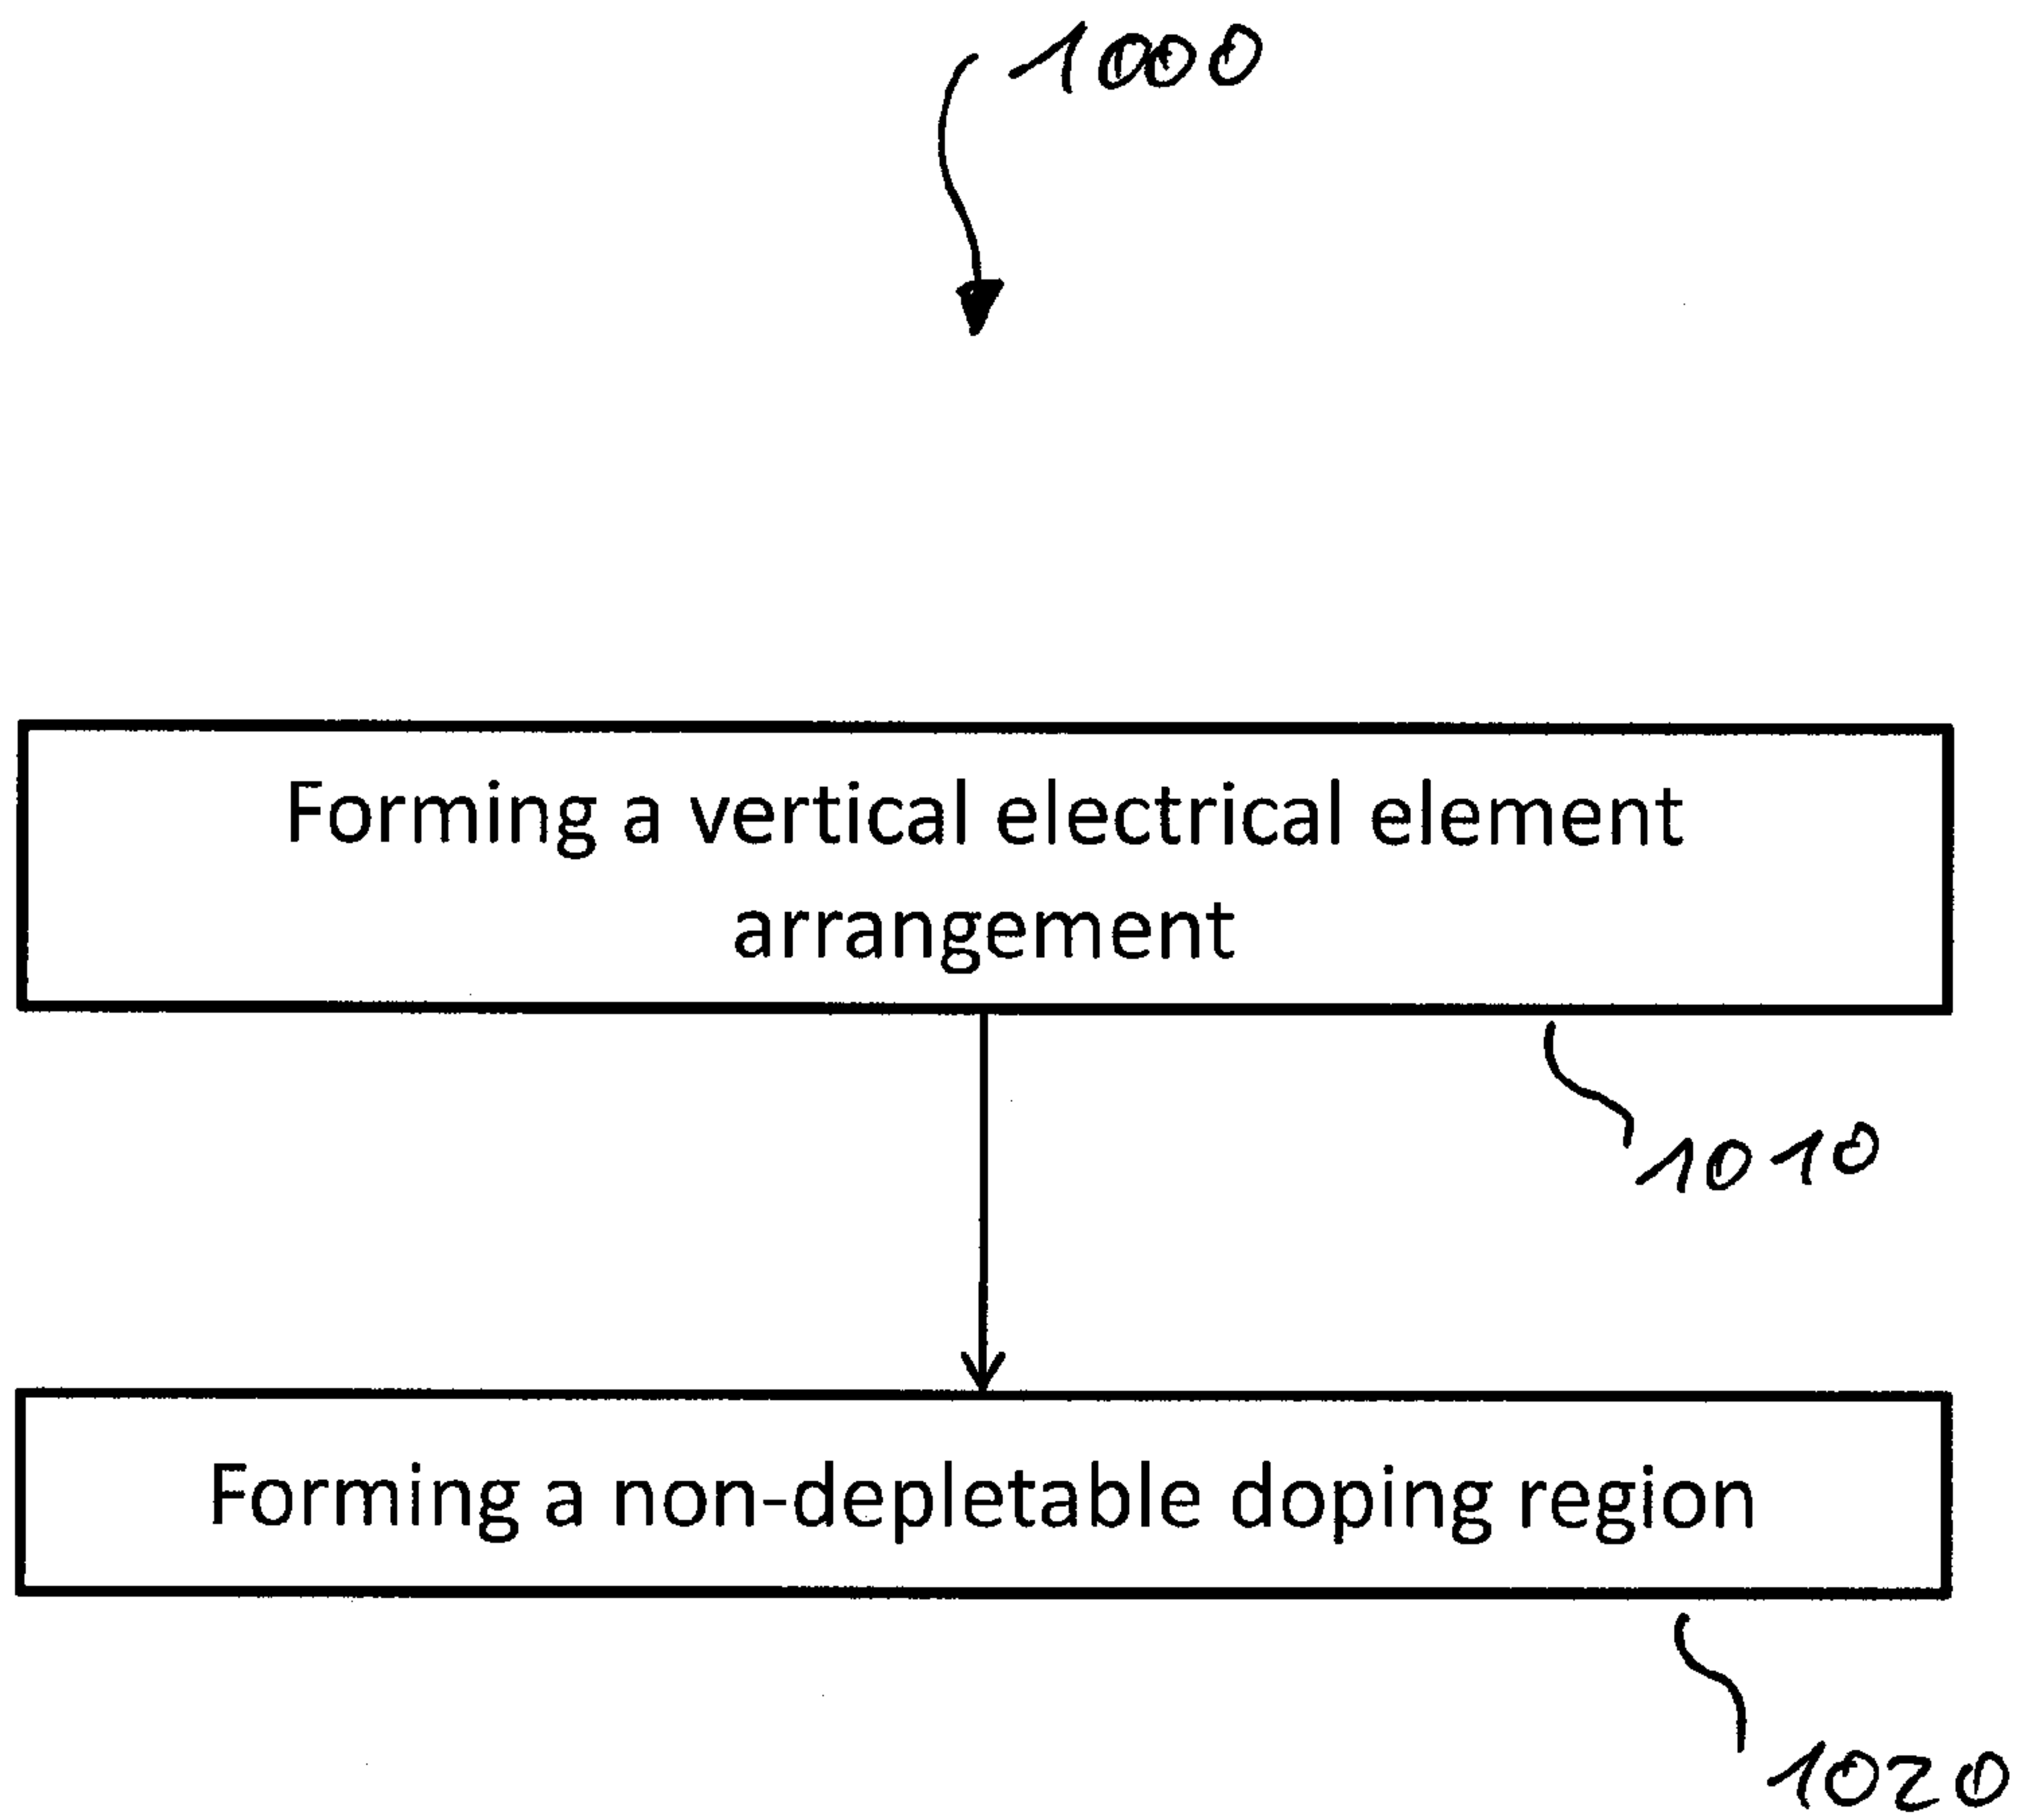 1000
Forming a vertical electrical element
arrangement
1010
Forming a non-depletable doping region
1020